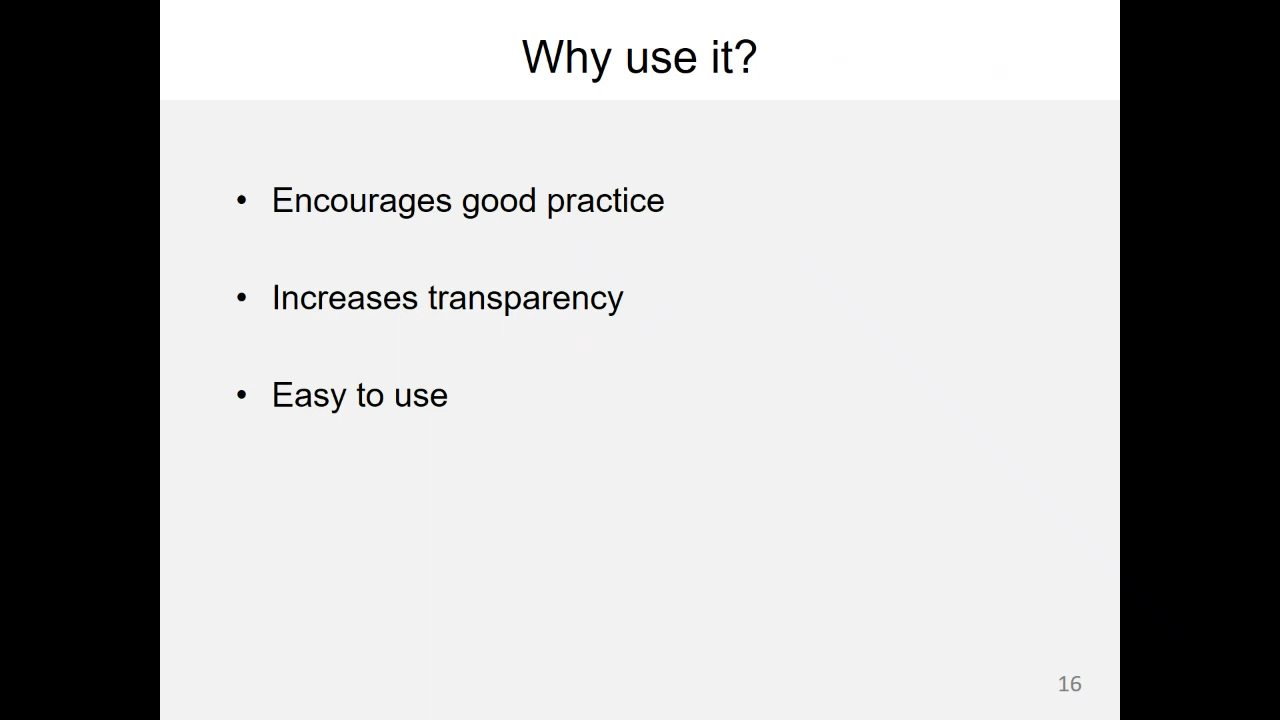 Why use it?
• Encourages good practice
• Increases transparency
• Easy to use
16